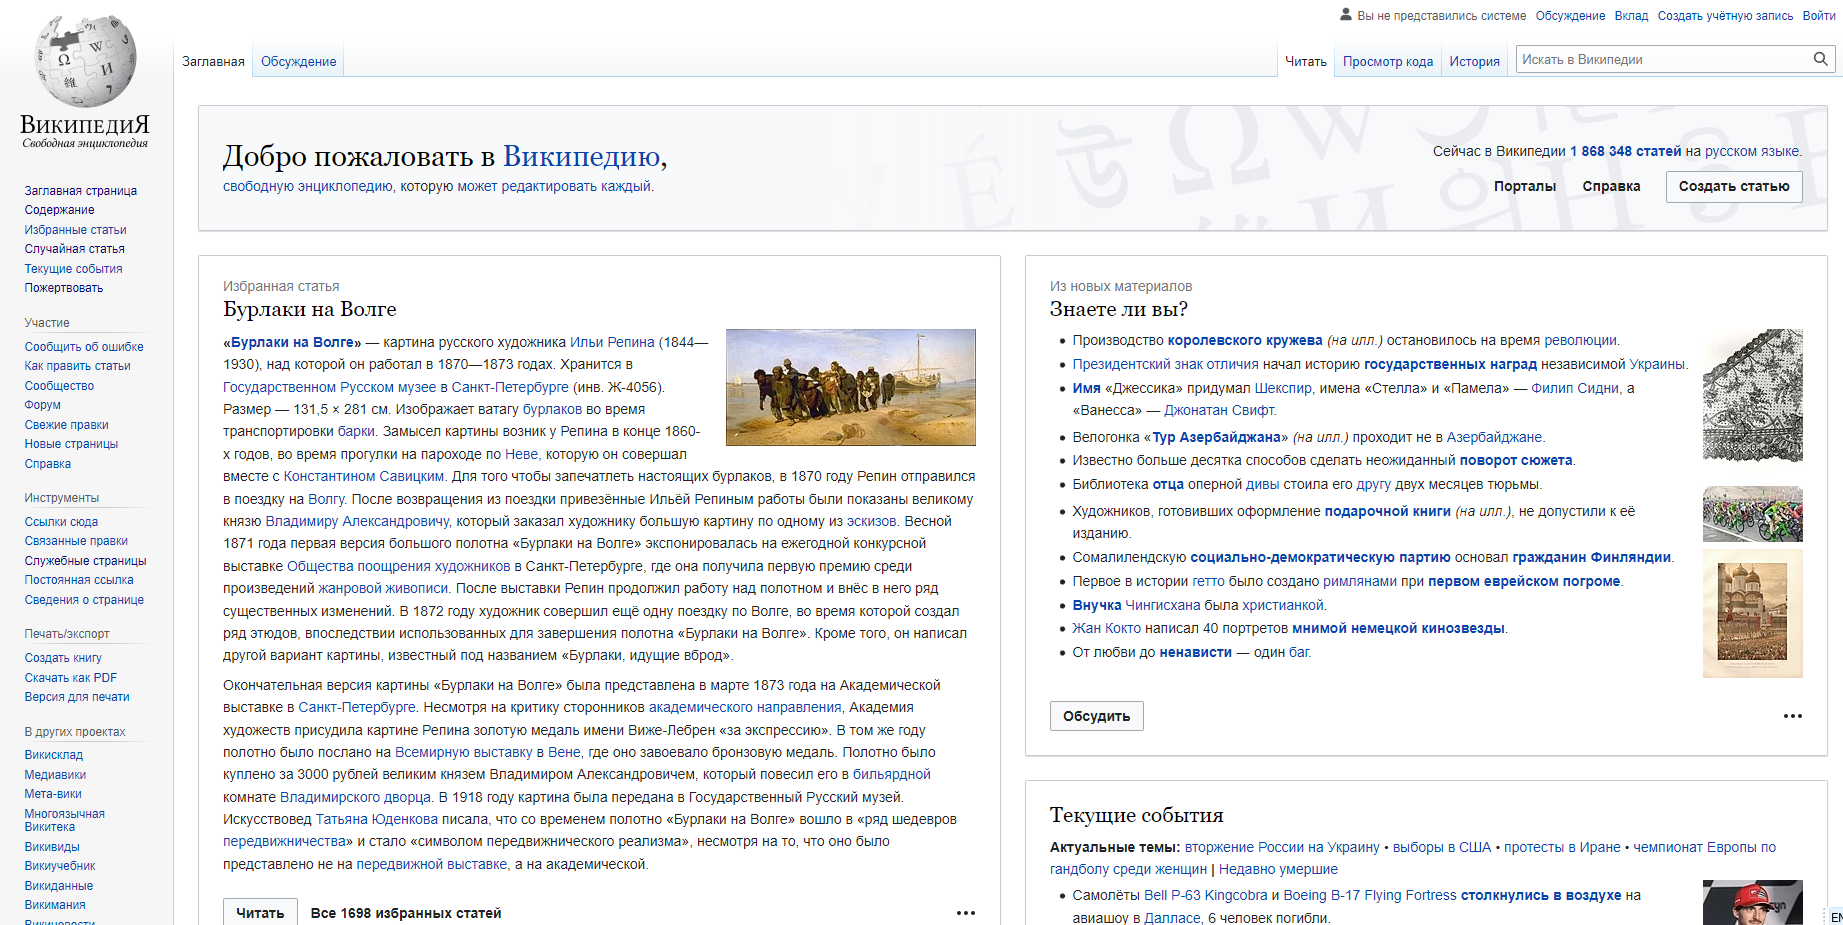 Вы не представились системе Обсуждение Вклад Создать учётную запись Войти
Заглавная Обсуждение
Читать Просмотр кода История Искать в Википедии
ВИКИПЕДИЯ
Свободная энциклопедия
Заглавная страница
Содержание
Избранные статьи
Случайная статья
Текущие события
Пожертвовать
Участие
Сообщить об ошибке
Как править статьи
Сообщество
Форум
Свежие правки
Новые страницы
Справка
Инструменты
Ссылки сюда
Связанные правки
Служебные страницы
Постоянная ссылка
Сведения о странице
Печать/экспорт
Создать книгу
Скачать как PDF
Версия для печати
В других проектах
Викисклад
Медиавики
Мета-вики
Многоязычная
Викитека
Викивиды
Викиучебник
Викиданные
Викимания
Викиновости
Добро пожаловать в Википедию,
свободную энциклопедию, которую может редактировать каждый.
Сейчас в Википедии 1 868 348 статей на русском языке.
Порталы Справка Создать статью
Избранная статья
Бурлаки на Волге
«Бурлаки на Волге» — картина русского художника Ильи Репина (1844—
1930), над которой он работал в 1870—1873 годах. Хранится в
Государственном Русском музее в Санкт-Петербурге (инв. Ж-4056).
Размер — 131,5 × 281 см. Изображает ватагу бурлаков во время
транспортировки барки. Замысел картины возник у Репина в конце 1860-
х годов, во время прогулки на пароходе по Неве, которую он совершал
вместе с Константином Савицким. Для того чтобы запечатлеть настоящих бурлаков, в 1870 году Репин отправился
в поездку на Волгу. После возвращения из поездки привезённые Ильёй Репиным работы были показаны великому
князю Владимиру Александровичу, который заказал художнику большую картину по одному из эскизов. Весной
1871 года первая версия большого полотна «Бурлаки на Волге» экспонировалась на ежегодной конкурсной
выставке Общества поощрения художников в Санкт-Петербурге, где она получила первую премию среди
произведений жанровой живописи. После выставки Репин продолжил работу над полотном и внёс в него ряд
существенных изменений. В 1872 году художник совершил ещё одну поездку по Волге, во время которой создал
ряд этюдов, впоследствии использованных для завершения полотна «Бурлаки на Волге». Кроме того, он написал
другой вариант картины, известный под названием «Бурлаки, идущие вброд».
Окончательная версия картины «Бурлаки на Волге» была представлена в марте 1873 года на Академической
выставке в Санкт-Петербурге. Несмотря на критику сторонников академического направления, Академия
художеств присудила картине Репина золотую медаль имени Виже-Лебрен «за экспрессию». В том же году
полотно было послано на Всемирную выставку в Вене, где оно завоевало бронзовую медаль. Полотно было
куплено за 3000 рублей великим князем Владимиром Александровичем, который повесил его в бильярдной
комнате Владимирского дворца. В 1918 году картина была передана в Государственный Русский музей.
Искусствовед Татьяна Юденкова писала, что со временем полотно «Бурлаки на Волге» вошло в «ряд шедевров
передвижничества» и стало «символом передвижнического реализма», несмотря на то, что оно было
представлено не на передвижной выставке, а на академической.
Читать Все 1698 избранных статей
Из новых материалов
Знаете ли вы?
Производство королевского кружева (на илл.) остановилось на время революции.
Президентский знак отличия начал историю государственных наград независимой Украины.
Имя «Джессика» придумал Шекспир, имена «Стелла» и «Памела» — Филип Сидни, а
«Ванесса» — Джонатан Свифт.
Велогонка «Тур Азербайджана» (на илл.) проходит не в Азербайджане.
Известно больше десятка способов сделать неожиданный поворот сюжета.
Библиотека отца оперной дивы стоила его другу двух месяцев тюрьмы.
Художников, готовивших оформление подарочной книги (на илл.), не допустили к её
изданию.
Сомалилендскую социально-демократическую партию основал гражданин Финляндии.
Первое в истории гетто было создано римлянами при первом еврейском погроме.
Внучка Чингисхана была христианкой.
Жан Кокто написал 40 портретов мнимой немецкой кинозвезды.
От любви до ненависти — один баг.
Обсудить
Текущие события
Актуальные темы: вторжение России на Украину • выборы в США • протесты в Иране • чемпионат Европы по
гандболу среди женщин | Недавно умершие
Самолёты Bell P-63 Kingcobra и Boeing B-17 Flying Fortress столкнулись в воздухе на
авиашоу в Далласе, 6 человек погибли.
EN